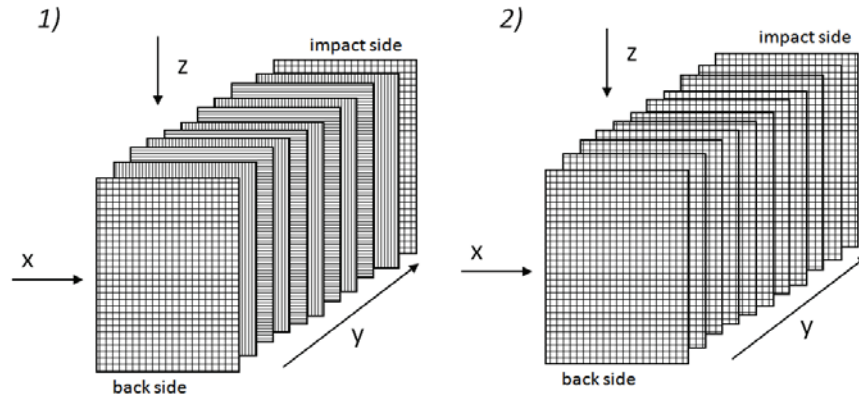 1)
impact side
z
x
y
back side
2)
impact side
z
x
y
back side